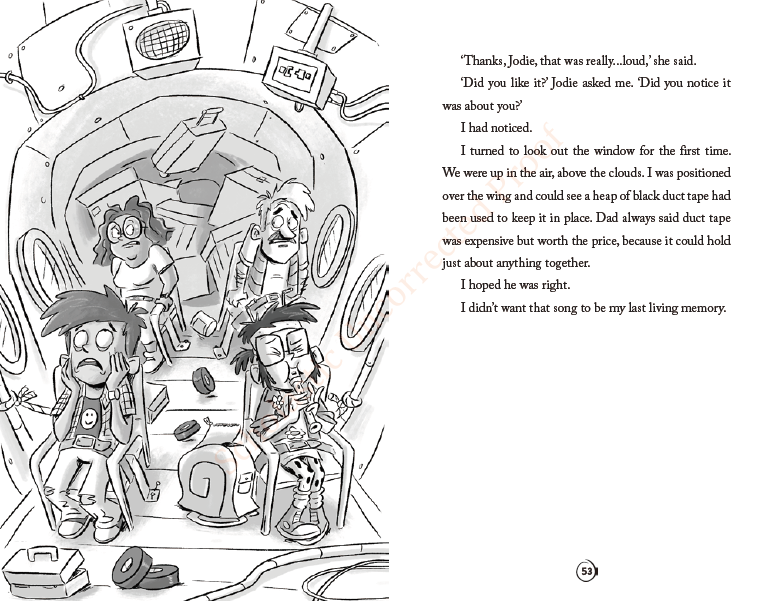 ‘Thanks, Jodie, that was really...loud,’ she said.
‘Did you like it?’ Jodie asked me. ‘Did you notice it
was about you?’
I had noticed.
I turned to look out the window for the first time.
We were up in the air, above the clouds. I was positioned
over the wing and could see a heap of black duct tape had
been used to keep it in place. Dad always said duct tape
was expensive but worth the price, because it could hold
just about anything together.
I hoped he was right.
I didn’t want that song to be my last living memory.
53